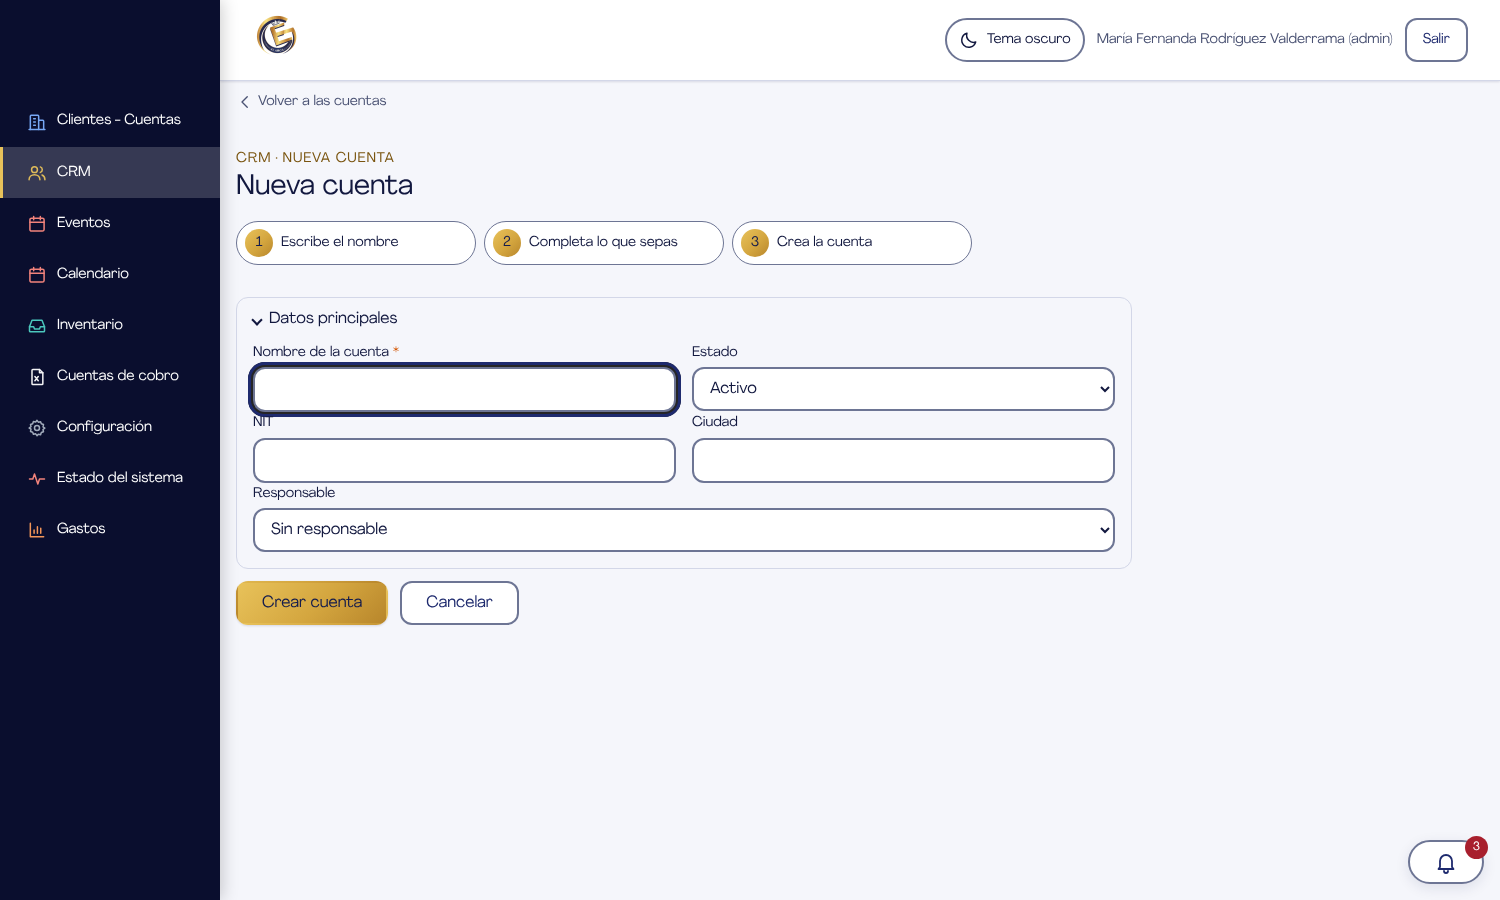 Tema oscuro
María Fernanda Rodríguez Valderrama (admin)
Salir
Clientes - Cuentas
CRM
Eventos
Calendario
Inventario
Cuentas de cobro
Configuración
Estado del sistema
Gastos
Volver a las cuentas
CRM · NUEVA CUENTA
Nueva cuenta
1 Escribe el nombre
2 Completa lo que sepas
3 Crea la cuenta
Datos principales
Nombre de la cuenta *
Estado
Activo
NIT
Ciudad
Responsable
Sin responsable
Crear cuenta
Cancelar
3